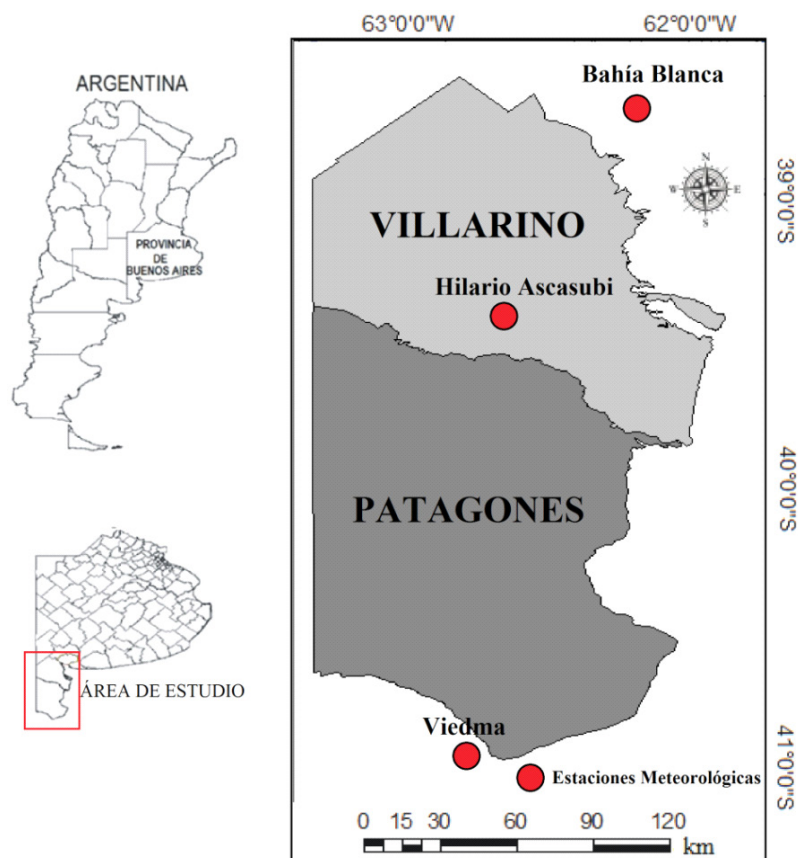 63°0'0"W
62°0'0"W
ARGENTINA
PROVINCIA
DE
BUENOS AIRES
ÁREA DE ESTUDIO
Bahía Blanca
N
W
E
S
39°0'0"S
VILLARINO
Hilario Ascasubi
40°0'0"S
PATAGONES
Viedma
41°0'0"S
Estaciones Meteorológicas
0 15 30 60 90 120
km